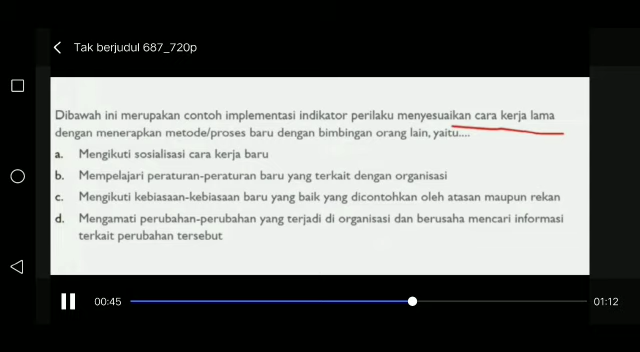 Tak berjudul 687_720p
Dibawah ini merupakan contoh implementasi indikator perilaku menyesuaikan cara kerja lama
dengan menerapkan metode/proses baru dengan bimbingan orang lain, yaitu....
a. Mengikuti sosialisasi cara kerja baru
b. Mempelajari peraturan-peraturan baru yang terkait dengan organisasi
c. Mengikuti kebiasaan-kebiasaan baru yang baik yang dicontohkan oleh atasan maupun rekan
d. Mengamati perubahan-perubahan yang terjadi di organisasi dan berusaha mencari informasi
terkait perubahan tersebut
00:45 01:12